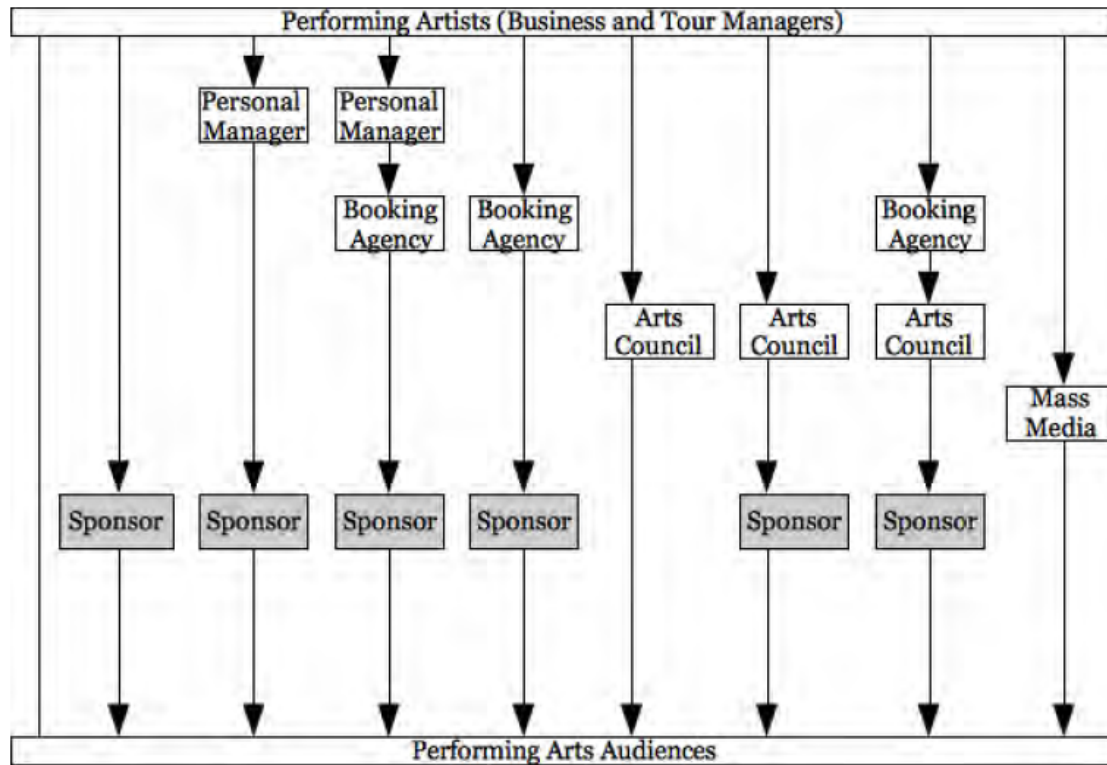 Performing Artists (Business and Tour Managers)
Personal
Manager
Personal
Manager
Booking
Agency
Booking
Agency
Booking
Agency
Arts
Council
Arts
Council
Arts
Council
Mass
Media
Sponsor
Sponsor
Sponsor
Sponsor
Sponsor
Sponsor
Performing Arts Audiences